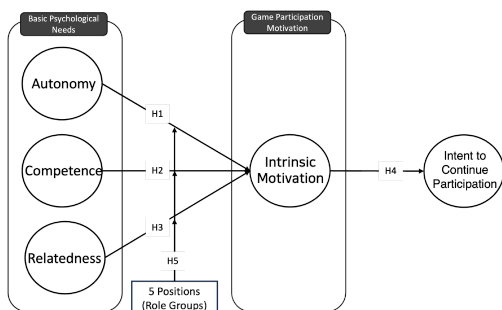 Basic Psychological
Needs
Game Participation
Motivation
Autonomy
H1
Competence
H2
Intrinsic
Motivation
H4
Intent to
Continue
Participation
H3
Relatedness
H5
5 Positions
(Role Groups)